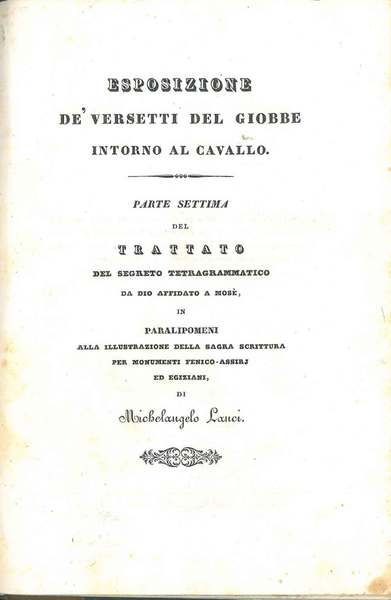 ESPOSIZIONE
DE' VERSETTI DEL GIOBBE
INTORNO AL CAVALLO.
PARTE SETTIMA
DEL
TRATTATO
DEL SEGRETO TETRAGRAMMATICO
DA DIO AFFIDATO A MOSÈ,
IN
PARALIPOMENI
ALLA ILLUSTRAZIONE DELLA SAGRA SCRITTURA
PER MONUMENTI FENICO-ASSIRJ
ED EGIZIANI,
DI
Michelangelo Lanci.